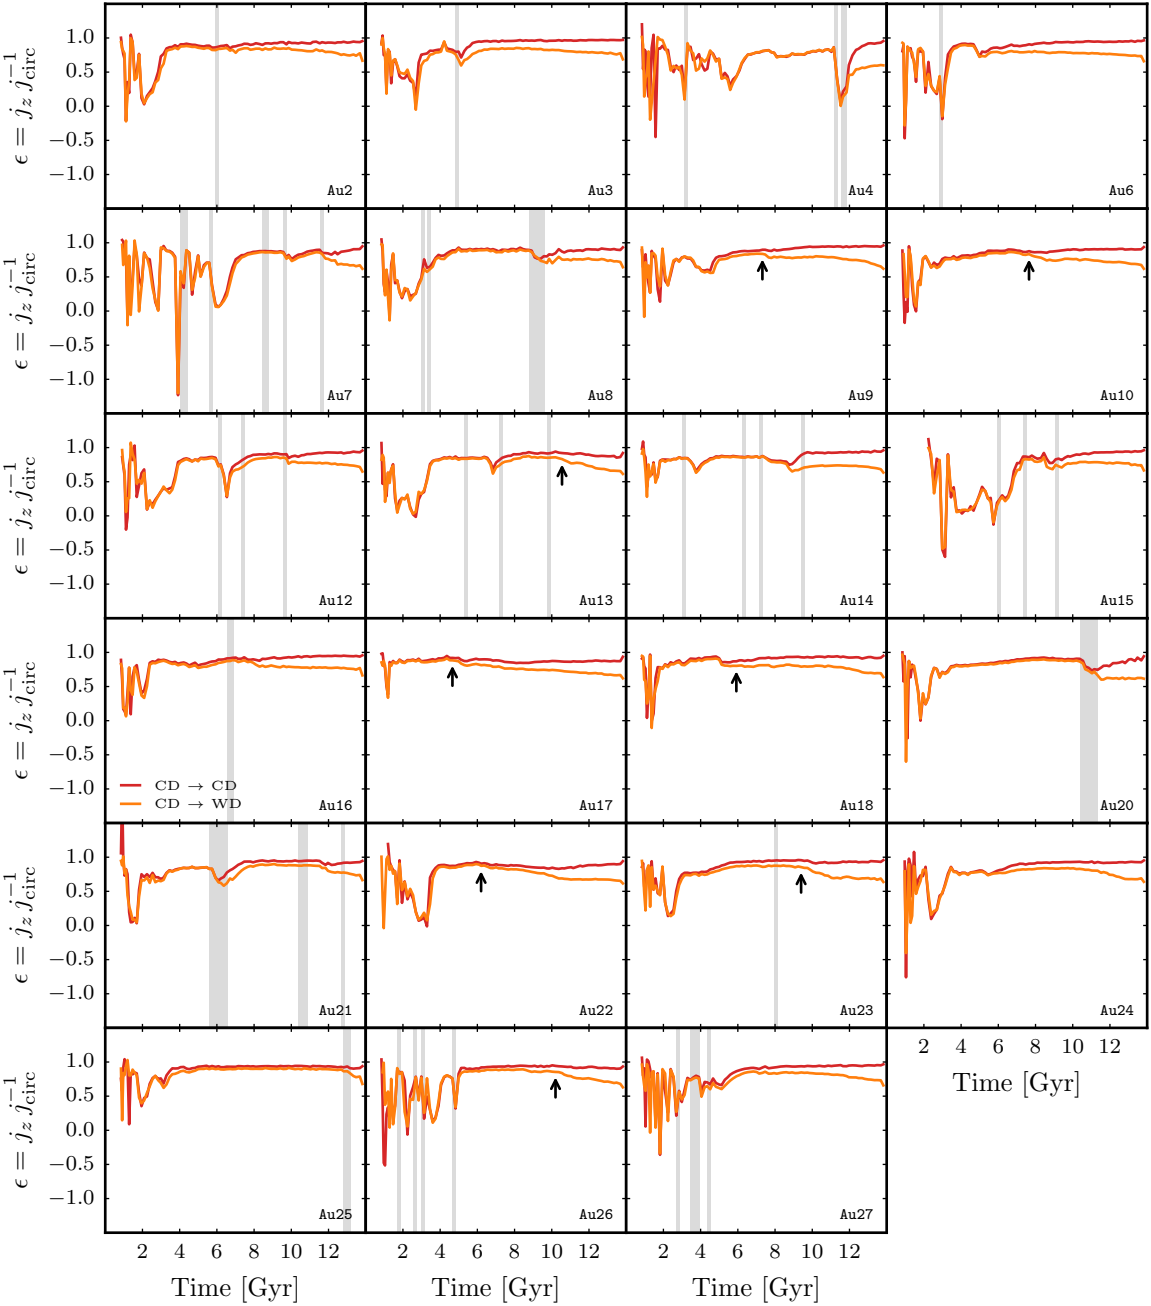 ϵ = j_z j_circ^−1
1.0
0.5
0.0
−0.5
−1.0
Au2
Au3
Au4
Au6
ϵ = j_z j_circ^−1
1.0
0.5
0.0
−0.5
−1.0
Au7
Au8
Au9
Au10
ϵ = j_z j_circ^−1
1.0
0.5
0.0
−0.5
−1.0
Au12
Au13
Au14
Au15
ϵ = j_z j_circ^−1
1.0
0.5
0.0
−0.5
−1.0
CD → CD
CD → WD
Au16
Au17
Au18
Au20
ϵ = j_z j_circ^−1
1.0
0.5
0.0
−0.5
−1.0
Au21
Au22
Au23
Au24
2 4 6 8 10 12
Time [Gyr]
ϵ = j_z j_circ^−1
1.0
0.5
0.0
−0.5
−1.0
Au25
Au26
Au27
2 4 6 8 10 12
2 4 6 8 10 12
2 4 6 8 10 12
Time [Gyr]
Time [Gyr]
Time [Gyr]